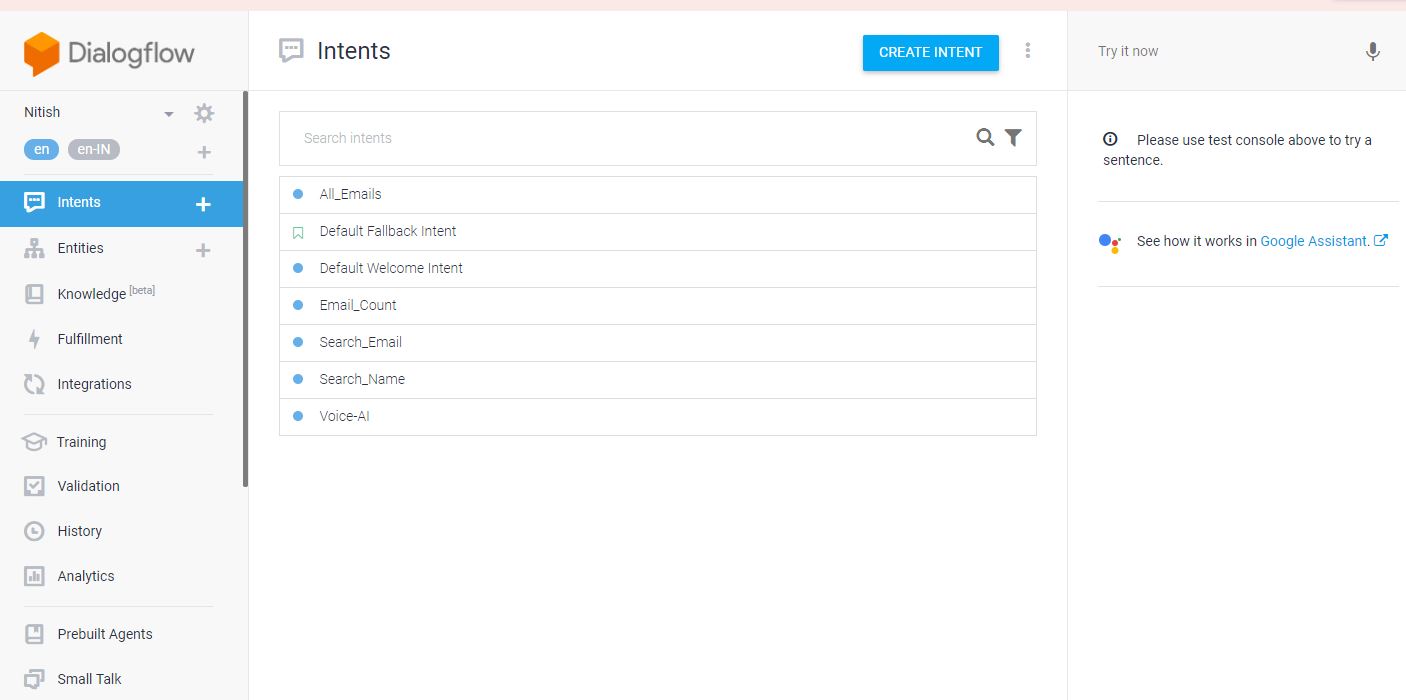 Dialogflow
Nitish
en en-IN
Intents
Entities
Knowledge [beta]
Fulfillment
Integrations
Training
Validation
History
Analytics
Prebuilt Agents
Small Talk
Intents
CREATE INTENT
Search intents
All_Emails
Default Fallback Intent
Default Welcome Intent
Email_Count
Search_Email
Search_Name
Voice-AI
Try it now
Please use test console above to try a
sentence.
See how it works in Google Assistant.